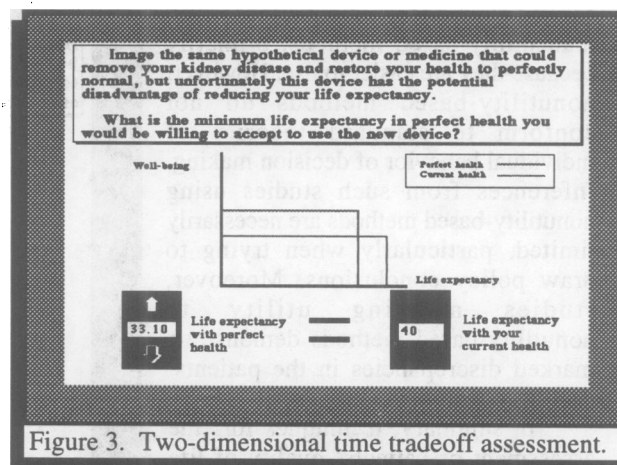 Image the same hypothetical device or medicine that could
remove your kidney disease and restore your health to perfectly
normal, but unfortunately this device has the potential
disadvantage of reducing your life expectancy.
What is the minimum life expectancy in perfect health you
would be willing to accept to use the new device?
Well-being
Perfect health
Current health
Life expectancy
33.10
Life expectancy
with perfect
health
40
Life expectancy
with your
current health
Figure 3. Two-dimensional time tradeoff assessment.